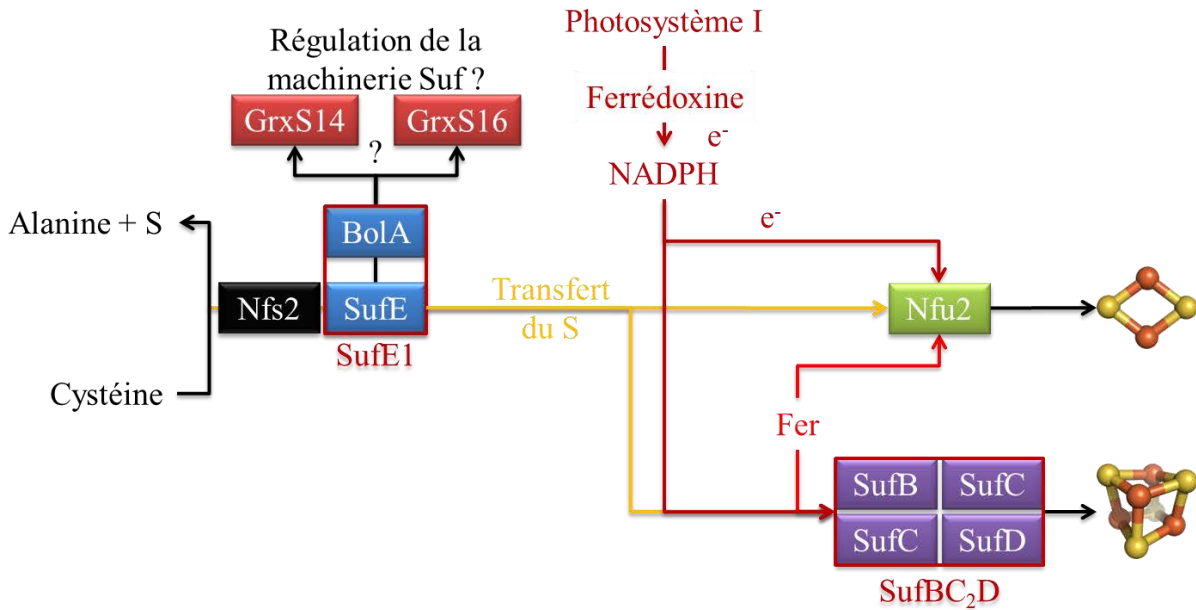 Photosystème I
Régulation de la
machinerie Suf ?
Ferrédoxine
GrxS14
GrxS16
e-
?
NADPH
Alanine + S
BolA
e-
Nfs2
SufE
Transfert
du S
Nfu2
SufE1
Cystéine
Fer
SufB
SufC
SufC
SufD
SufBC₂D